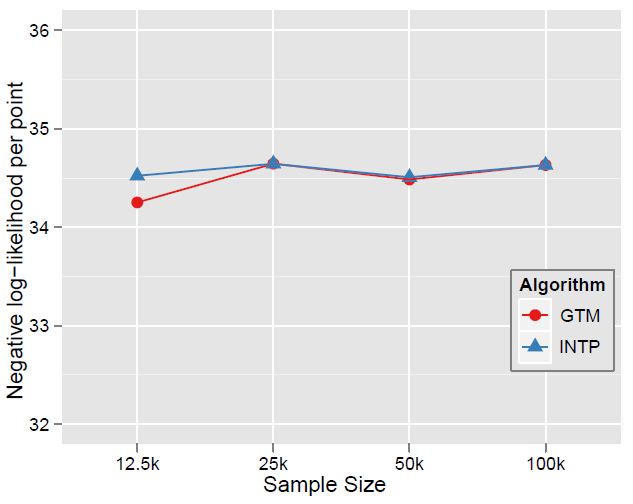 Negative log−likelihood per point
36
35
34
33
32
Algorithm
GTM
INTP
12.5k 25k 50k 100k
Sample Size